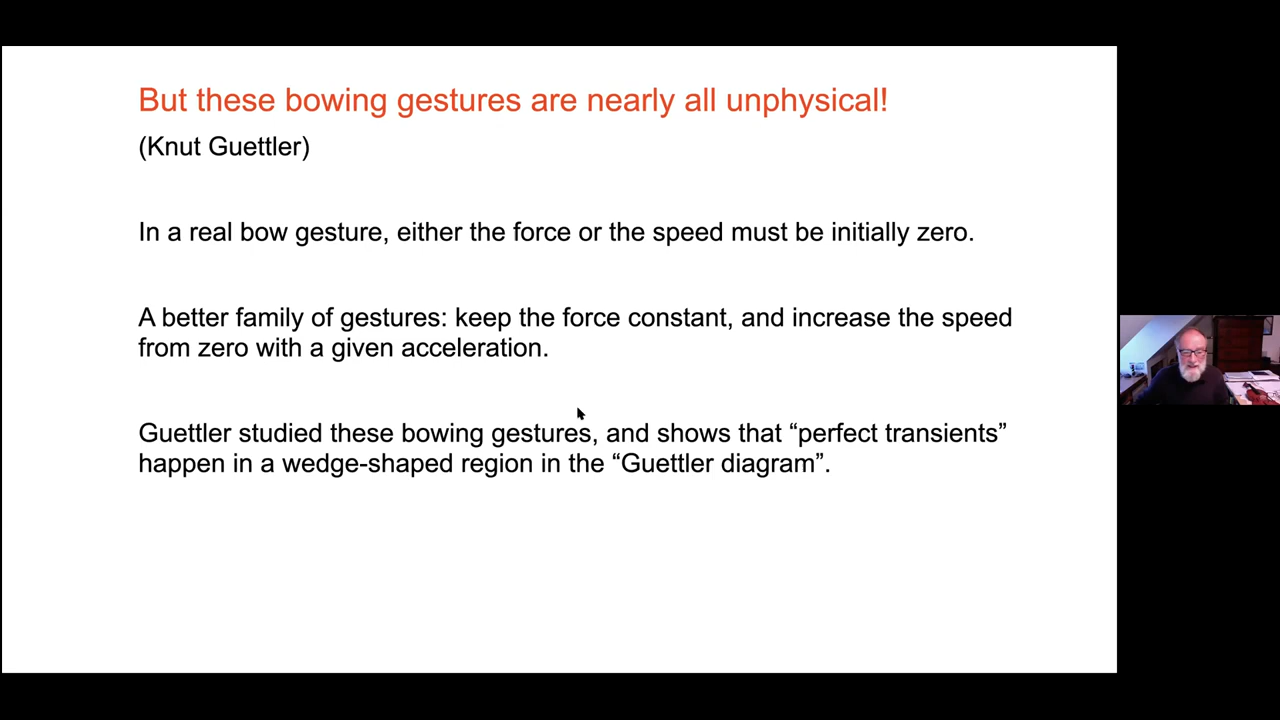 But these bowing gestures are nearly all unphysical!
(Knut Guettler)
In a real bow gesture, either the force or the speed must be initially zero.
A better family of gestures: keep the force constant, and increase the speed
from zero with a given acceleration.
Guettler studied these bowing gestures, and shows that “perfect transients”
happen in a wedge-shaped region in the “Guettler diagram”.